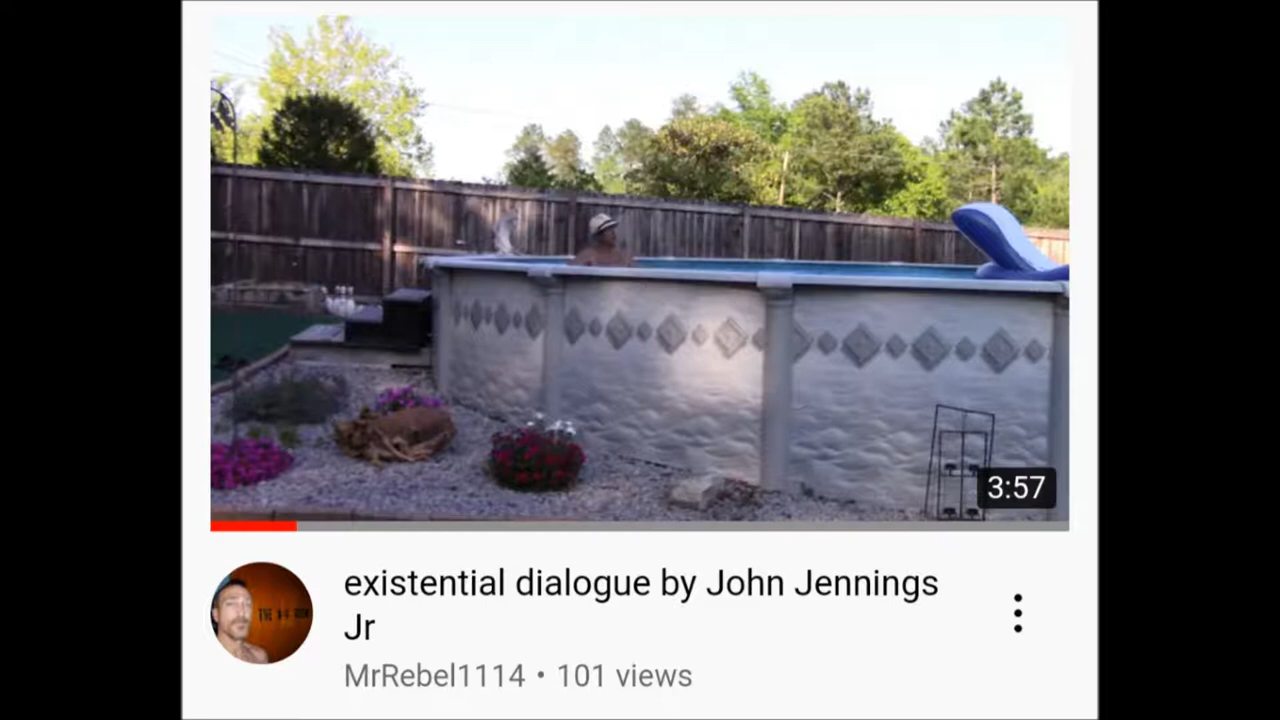 3:57
existential dialogue by John Jennings
Jr
MrRebel1114 • 101 views